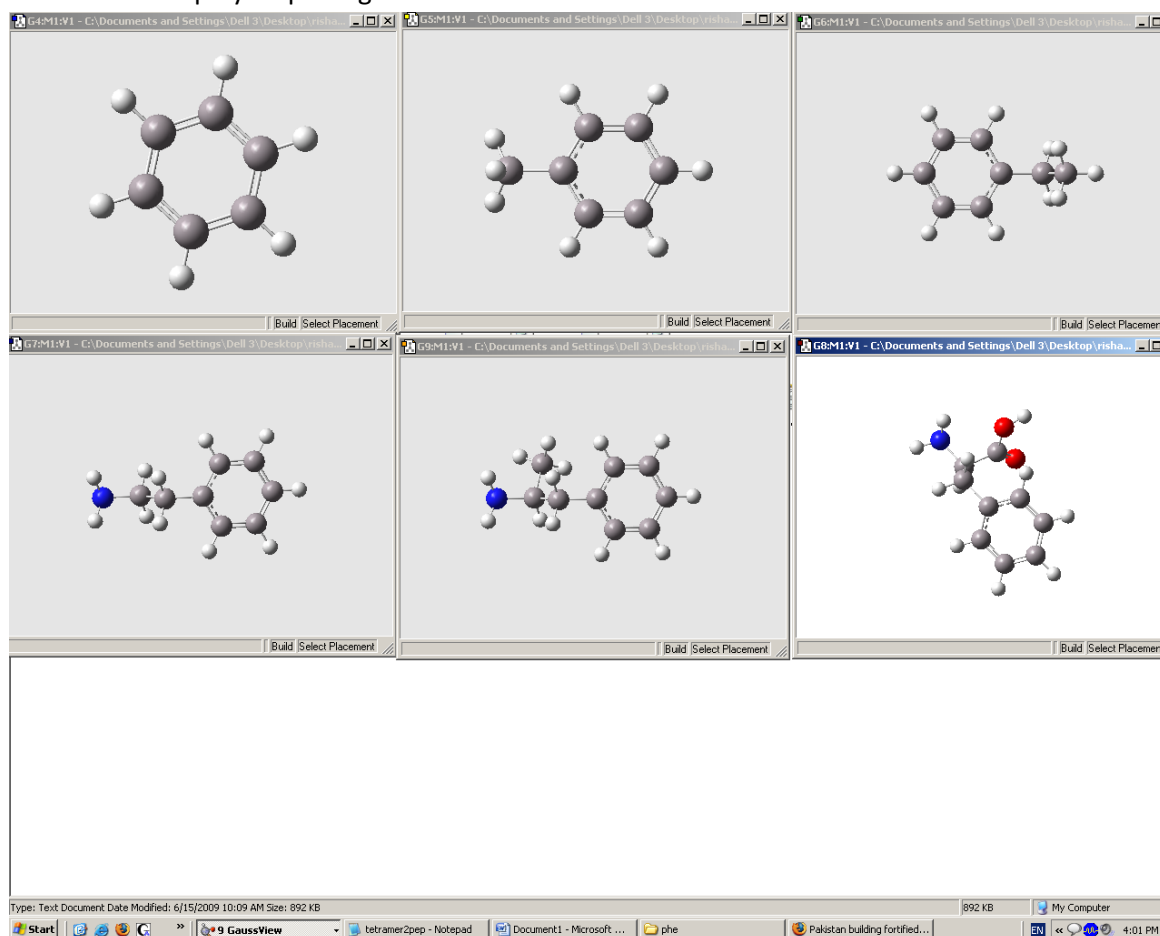 G4:M1:V1 - C:\Documents and Settings\Dell 3\Desktop\risha...
G5:M1:V1 - C:\Documents and Settings\Dell 3\Desktop\risha...
G6:M1:V1 - C:\Documents and Settings\Dell 3\Desktop\risha...
Build Select Placement
Build Select Placement
Build Select Placement
G7:M1:V1 - C:\Documents and Settings\Dell 3\Desktop\risha...
G9:M1:V1 - C:\Documents and Settings\Dell 3\Desktop\risha...
G8:M1:V1 - C:\Documents and Settings\Dell 3\Desktop\risha...
Build Select Placement
Build Select Placement
Build Select Placement
Type: Text Document Date Modified: 6/15/2009 10:09 AM Size: 892 KB 892 KB My Computer
Start » 9 GaussView tetramer2pep - Notepad Document1 - Microsoft ... phe Pakistan building fortified... EN « 4:01 PM